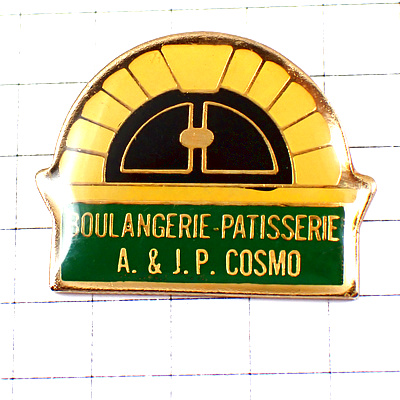 BOULANGERIE-PATISSERIE
A. & J.P. COSMO